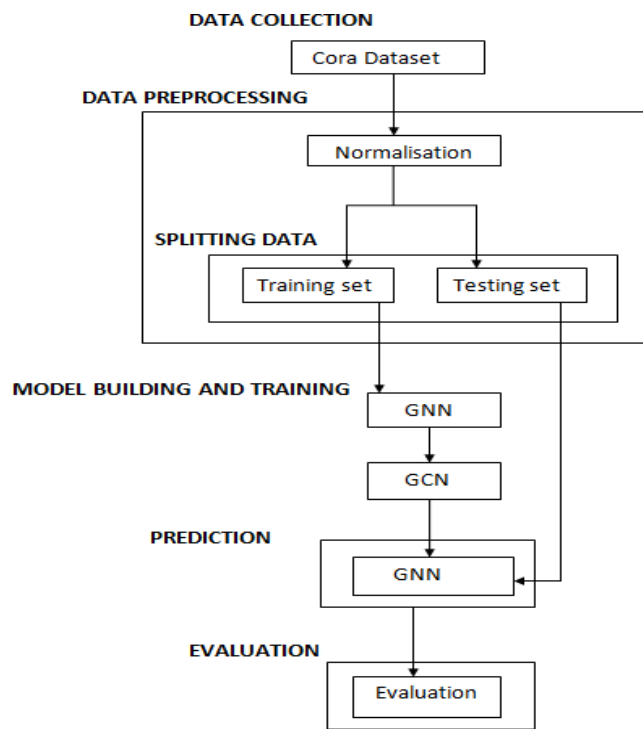 DATA COLLECTION
Cora Dataset
DATA PREPROCESSING
Normalisation
SPLITTING DATA
Training set
Testing set
MODEL BUILDING AND TRAINING
GNN
GCN
PREDICTION
GNN
EVALUATION
Evaluation